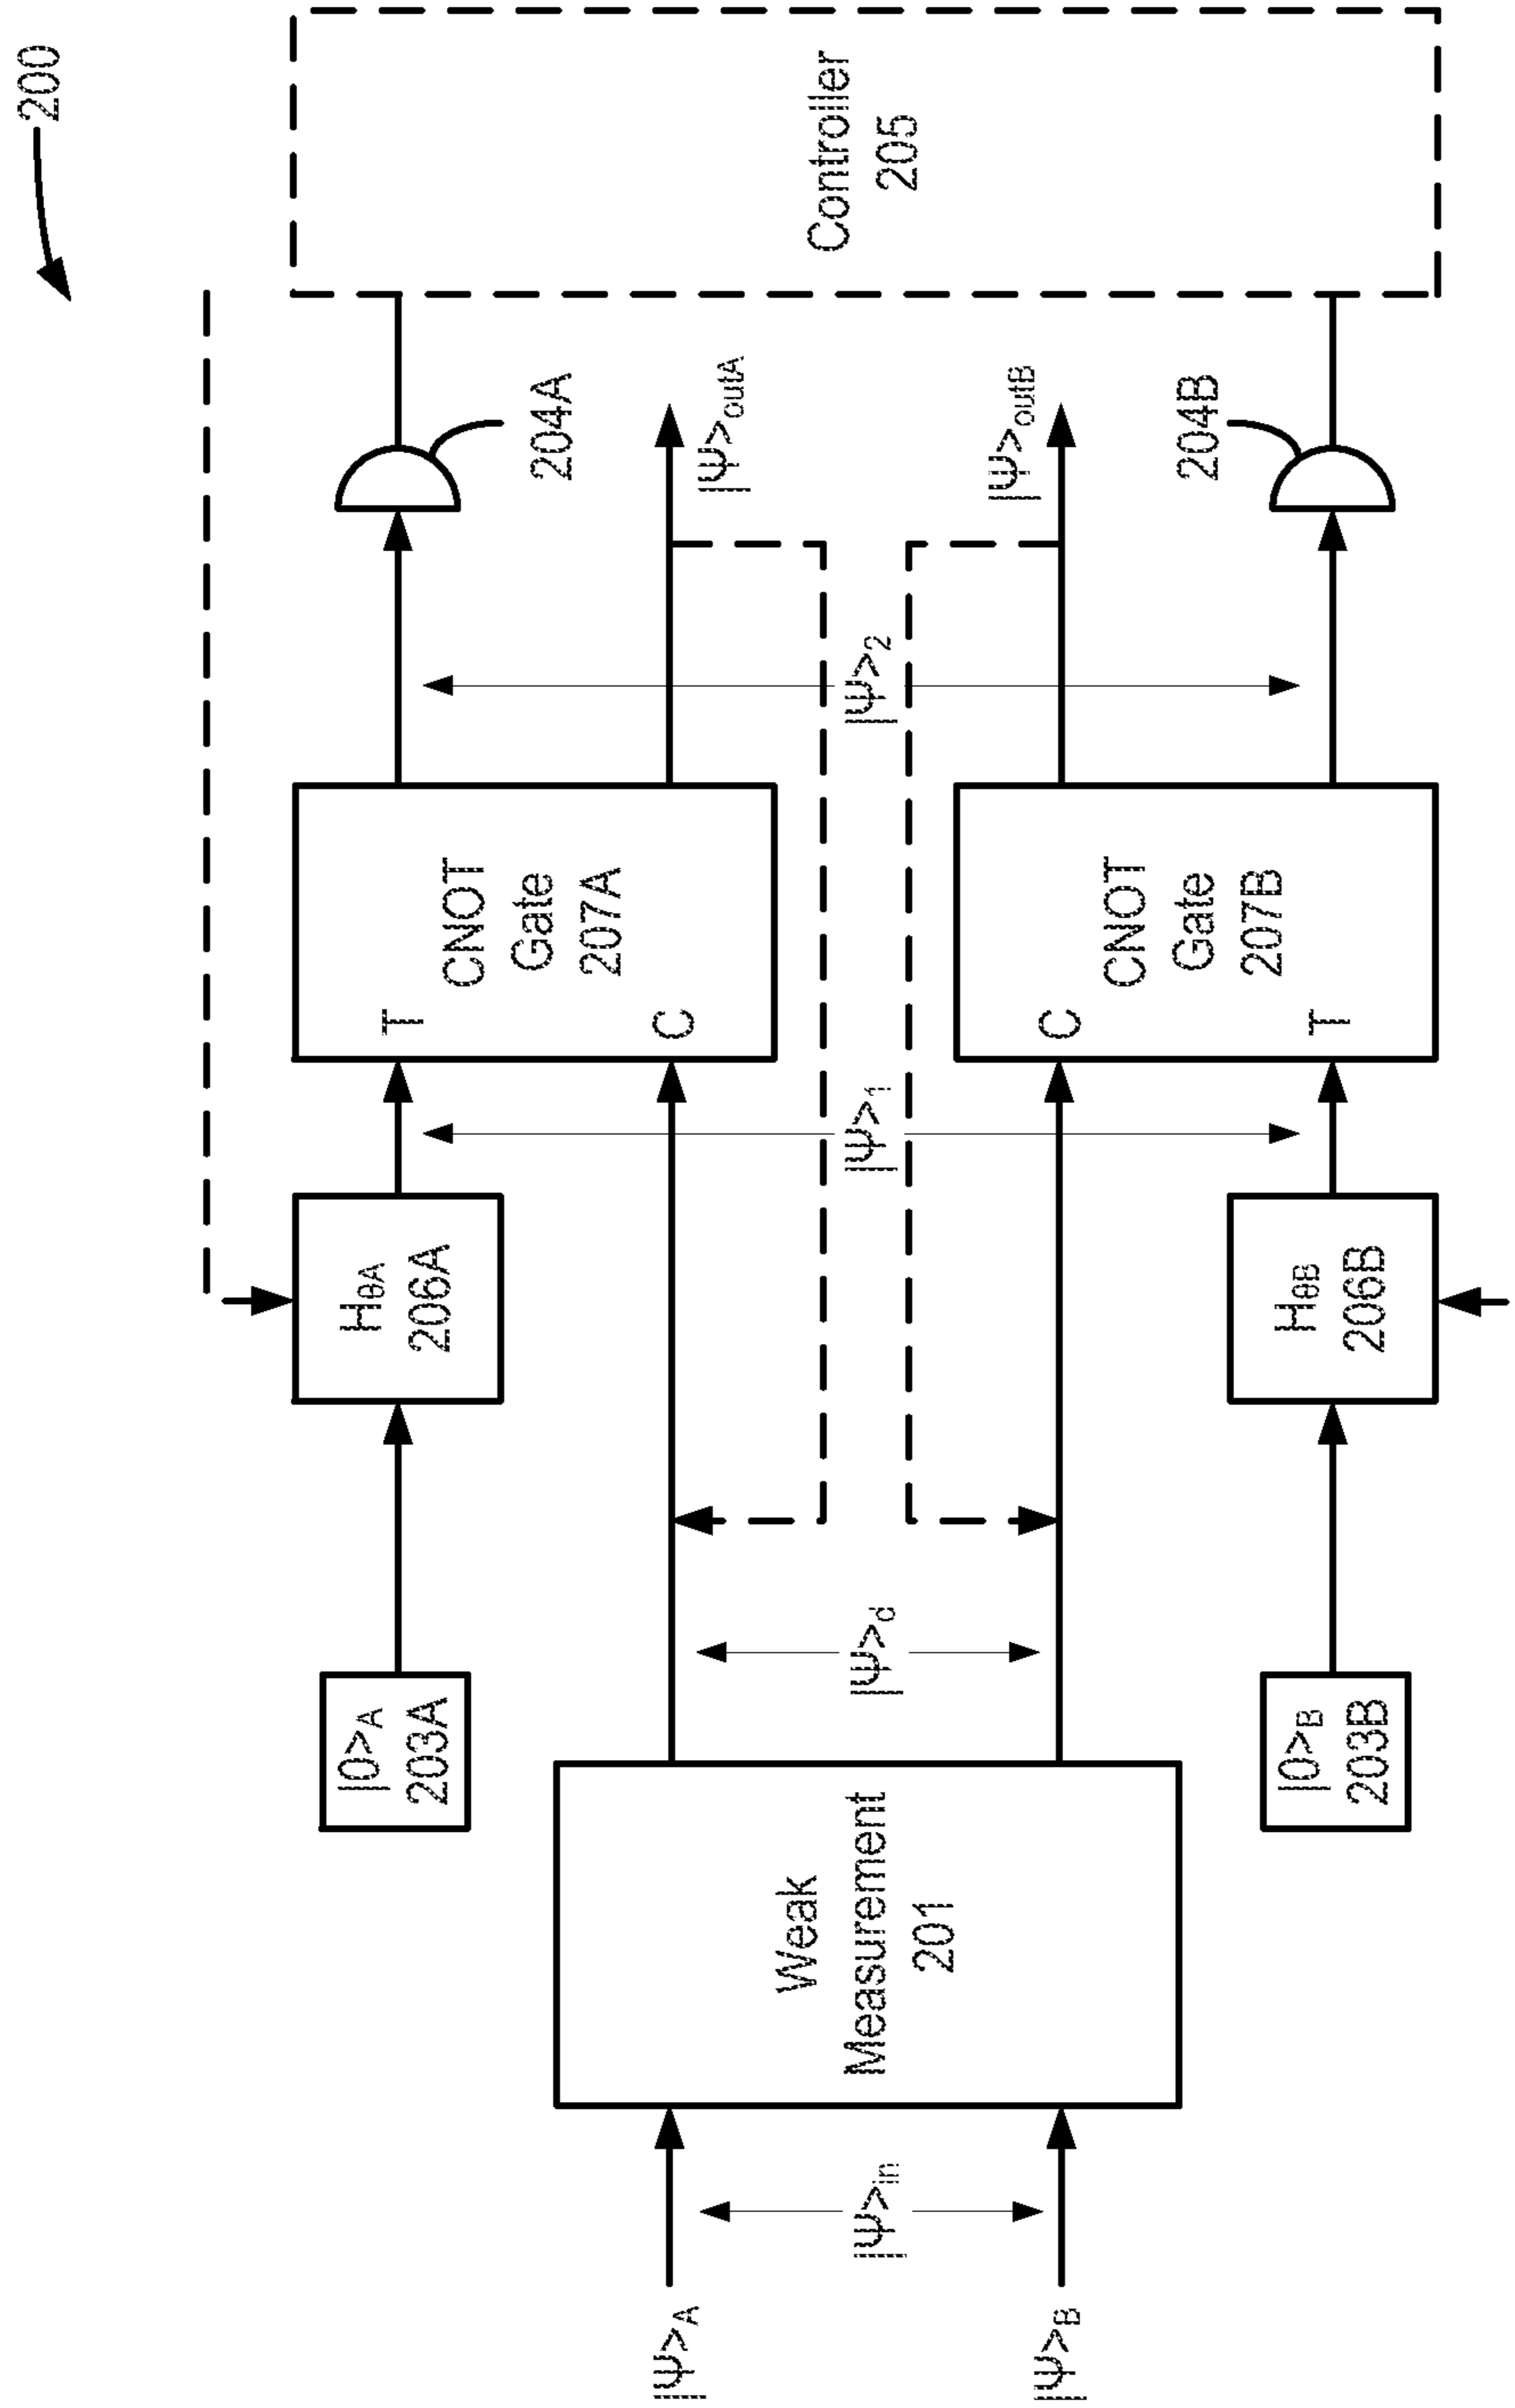 200
|0>A
203A
HθA
206A
T
C
CNOT
Gate
207A
204A
|Ψ>outA
Controller
205
|Ψ>A
|Ψ>in
|Ψ>B
Weak
Measurement
201
|Ψ>d
|Ψ>1
|Ψ>2
|Ψ>outB
204B
C
T
CNOT
Gate
207B
HθB
206B
|0>B
203B